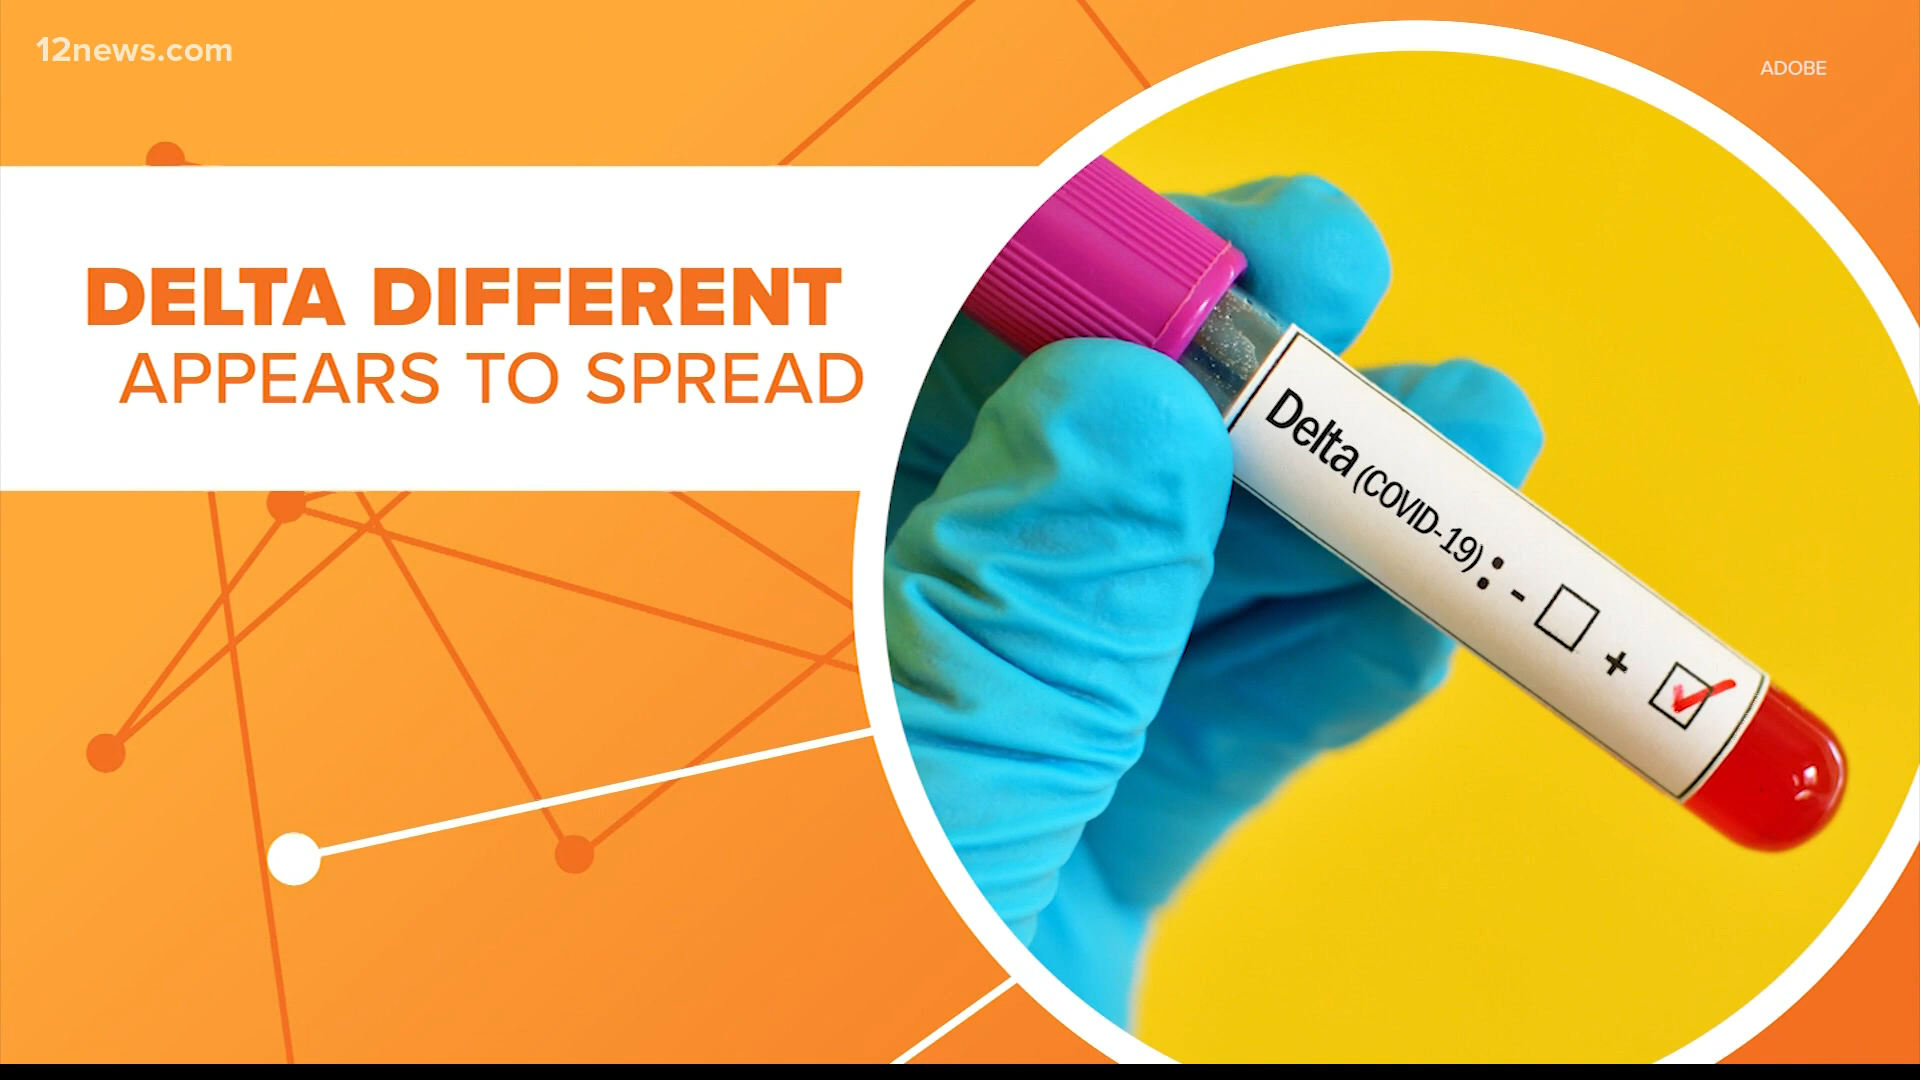 12news.com
ADOBE
DELTA DIFFERENT
APPEARS TO SPREAD
Delta (COVID-19): - +